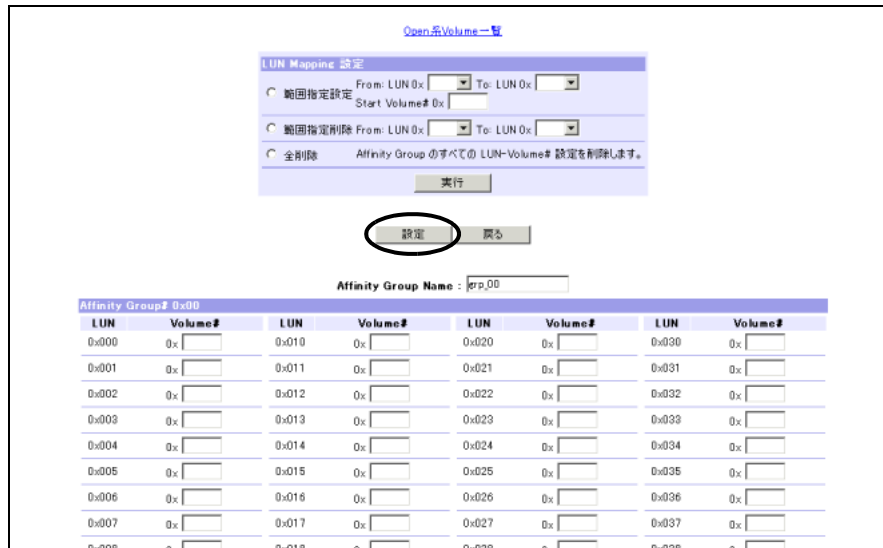 Open系Volume一覧
LUN Mapping 設定
範囲指定設定 From: LUN 0x To: LUN 0x
Start Volume# 0x
範囲指定削除 From: LUN 0x To: LUN 0x
全削除 Affinity Group のすべての LUN-Volume# 設定を削除します。
実行
設定 戻る
Affinity Group Name : grp_00
Affinity Group# 0x00
LUN Volume# LUN Volume# LUN Volume# LUN Volume#
0x000 0x 0x010 0x 0x020 0x 0x030 0x
0x001 0x 0x011 0x 0x021 0x 0x031 0x
0x002 0x 0x012 0x 0x022 0x 0x032 0x
0x003 0x 0x013 0x 0x023 0x 0x033 0x
0x004 0x 0x014 0x 0x024 0x 0x034 0x
0x005 0x 0x015 0x 0x025 0x 0x035 0x
0x006 0x 0x016 0x 0x026 0x 0x036 0x
0x007 0x 0x017 0x 0x027 0x 0x037 0x